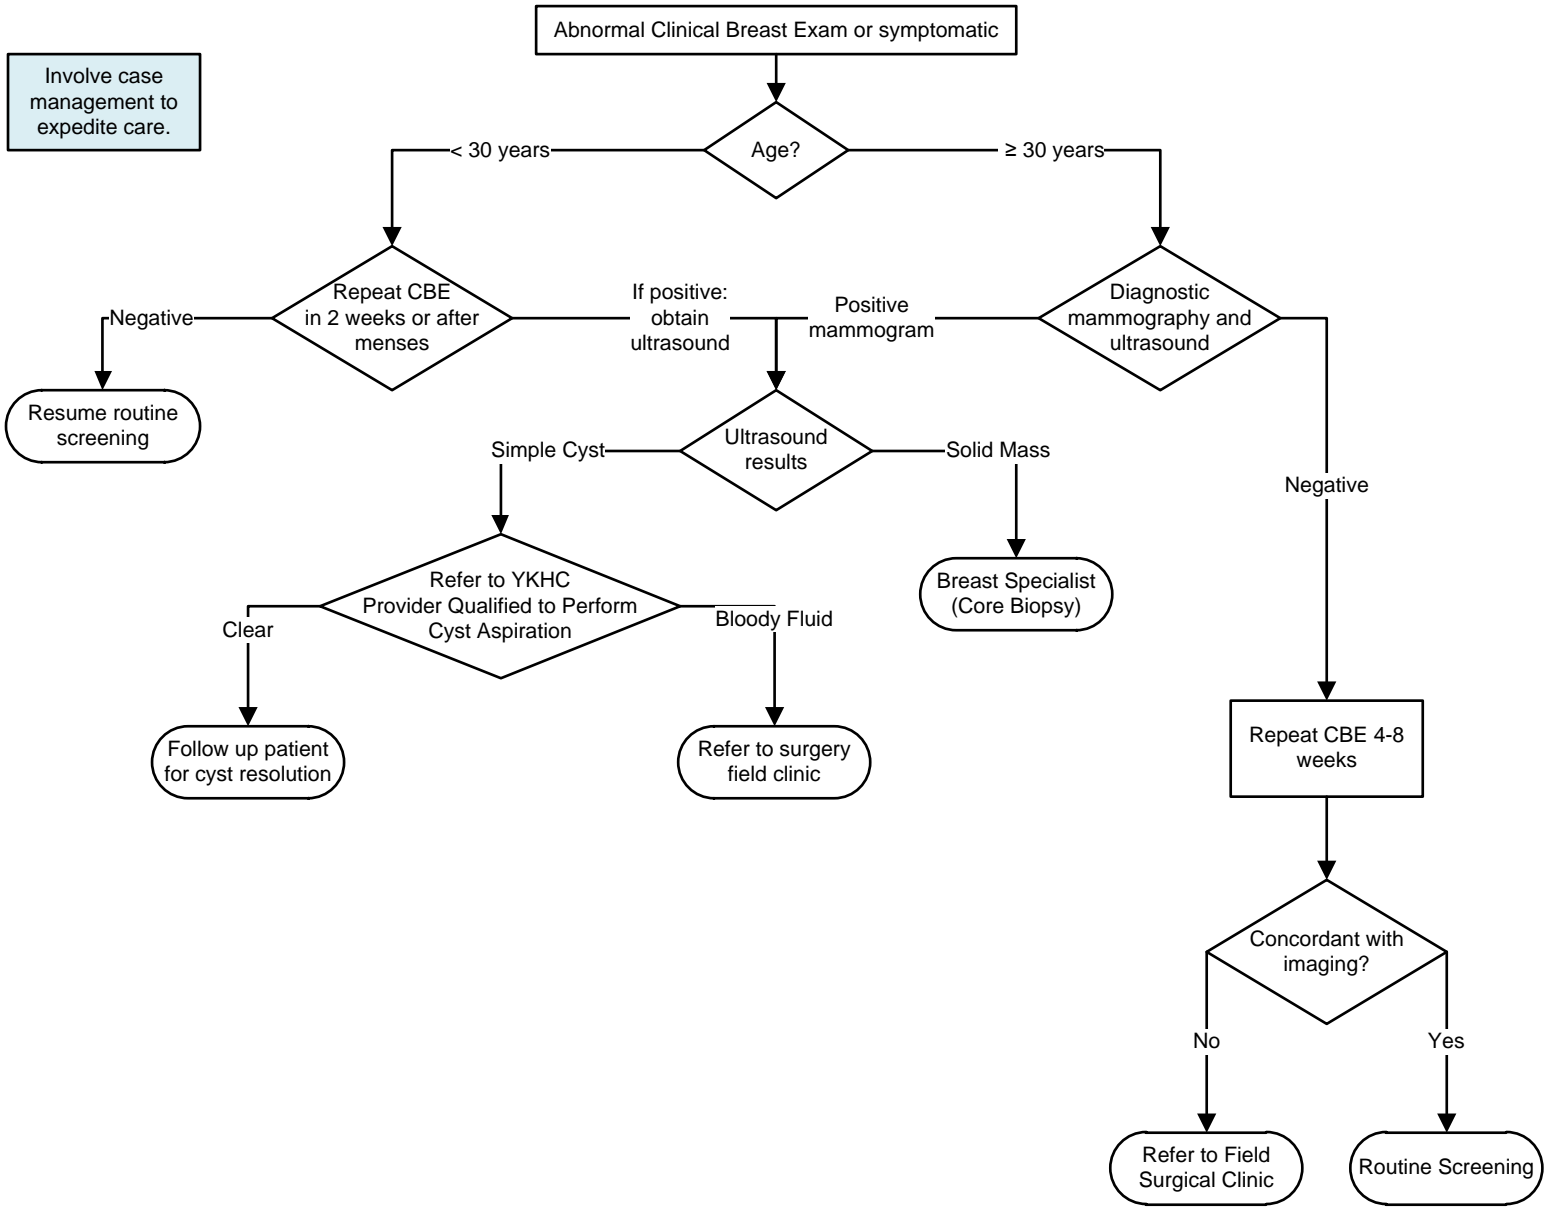 Abnormal Clinical Breast Exam or symptomatic
Involve case
management to
expedite care.
Age?
< 30 years
≥ 30 years
Repeat CBE
in 2 weeks or after
menses
If positive:
obtain
ultrasound
Positive
mammogram
Diagnostic
mammography and
ultrasound
Negative
Resume routine
screening
Ultrasound
results
Simple Cyst
Solid Mass
Negative
Refer to YKHC
Provider Qualified to Perform
Cyst Aspiration
Breast Specialist
(Core Biopsy)
Clear
Bloody Fluid
Follow up patient
for cyst resolution
Refer to surgery
field clinic
Repeat CBE 4-8
weeks
Concordant with
imaging?
No
Yes
Refer to Field
Surgical Clinic
Routine Screening